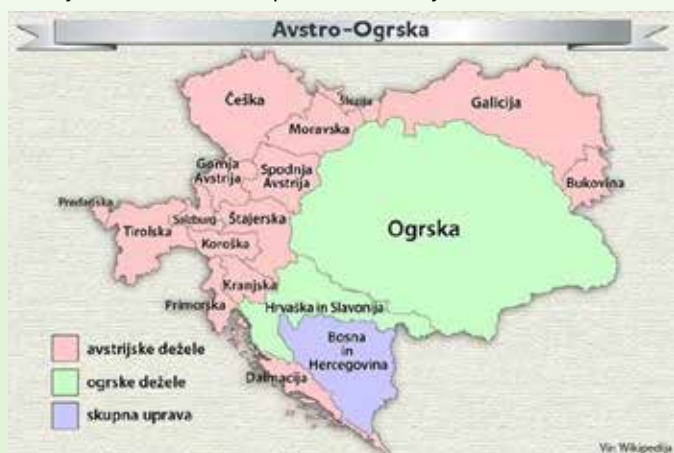 Avstro-Ogrska
Češka
Šlezija
Galicija
Moravska
Gornja
Avstrija
Spodnja
Avstrija
Bukovina
Predarlska
Tirolska
Salzburg
Štajerska
Ogrska
Koroška
Kranjska
Primorska
Hrvaška in Slavonija
Bosna
in
Hercegovina
Dalmacija
avstrijske dežele
ogrske dežele
skupna uprava
Vir: Wikipedija